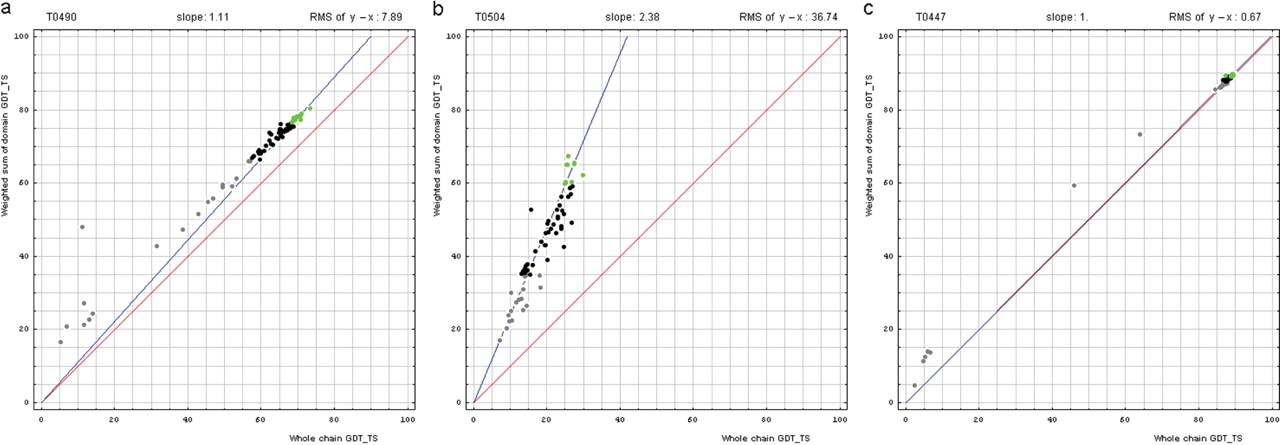 a
T0490 slope: 1.11 RMS of y – x : 7.89
100
80
60
40
20
0
Weighted sum of domain GDT_TS
0 20 40 60 80 100
Whole chain GDT_TS
b
T0504 slope: 2.38 RMS of y – x : 36.74
100
80
60
40
20
0
Weighted sum of domain GDT_TS
0 20 40 60 80 100
Whole chain GDT_TS
c
T0447 slope: 1. RMS of y – x : 0.67
100
80
60
40
20
0
Weighted sum of domain GDT_TS
0 20 40 60 80 100
Whole chain GDT_TS